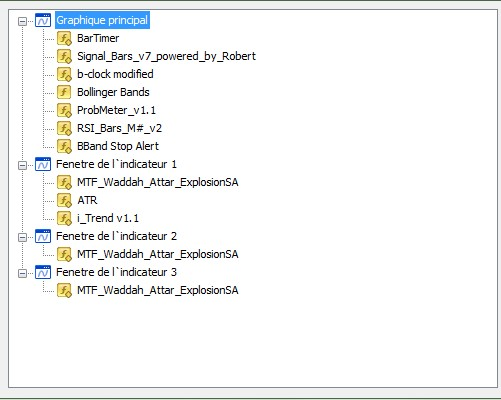 Graphique principal
BarTimer
Signal_Bars_v7_powered_by_Robert
b-clock modified
Bollinger Bands
ProbMeter_v1.1
RSI_Bars_M#_v2
BBand Stop Alert
Fenetre de l`indicateur 1
MTF_Waddah_Attar_ExplosionSA
ATR
i_Trend v1.1
Fenetre de l`indicateur 2
MTF_Waddah_Attar_ExplosionSA
Fenetre de l`indicateur 3
MTF_Waddah_Attar_ExplosionSA